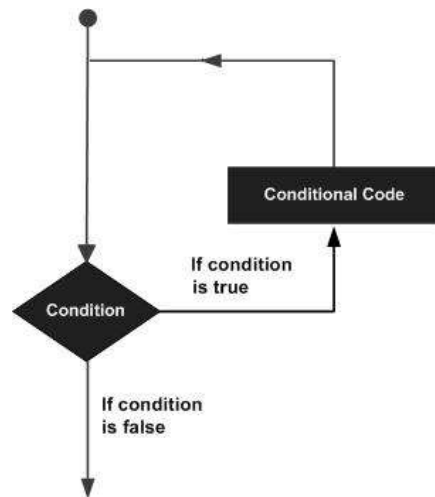 Conditional Code
If condition
is true
Condition
If condition
is false